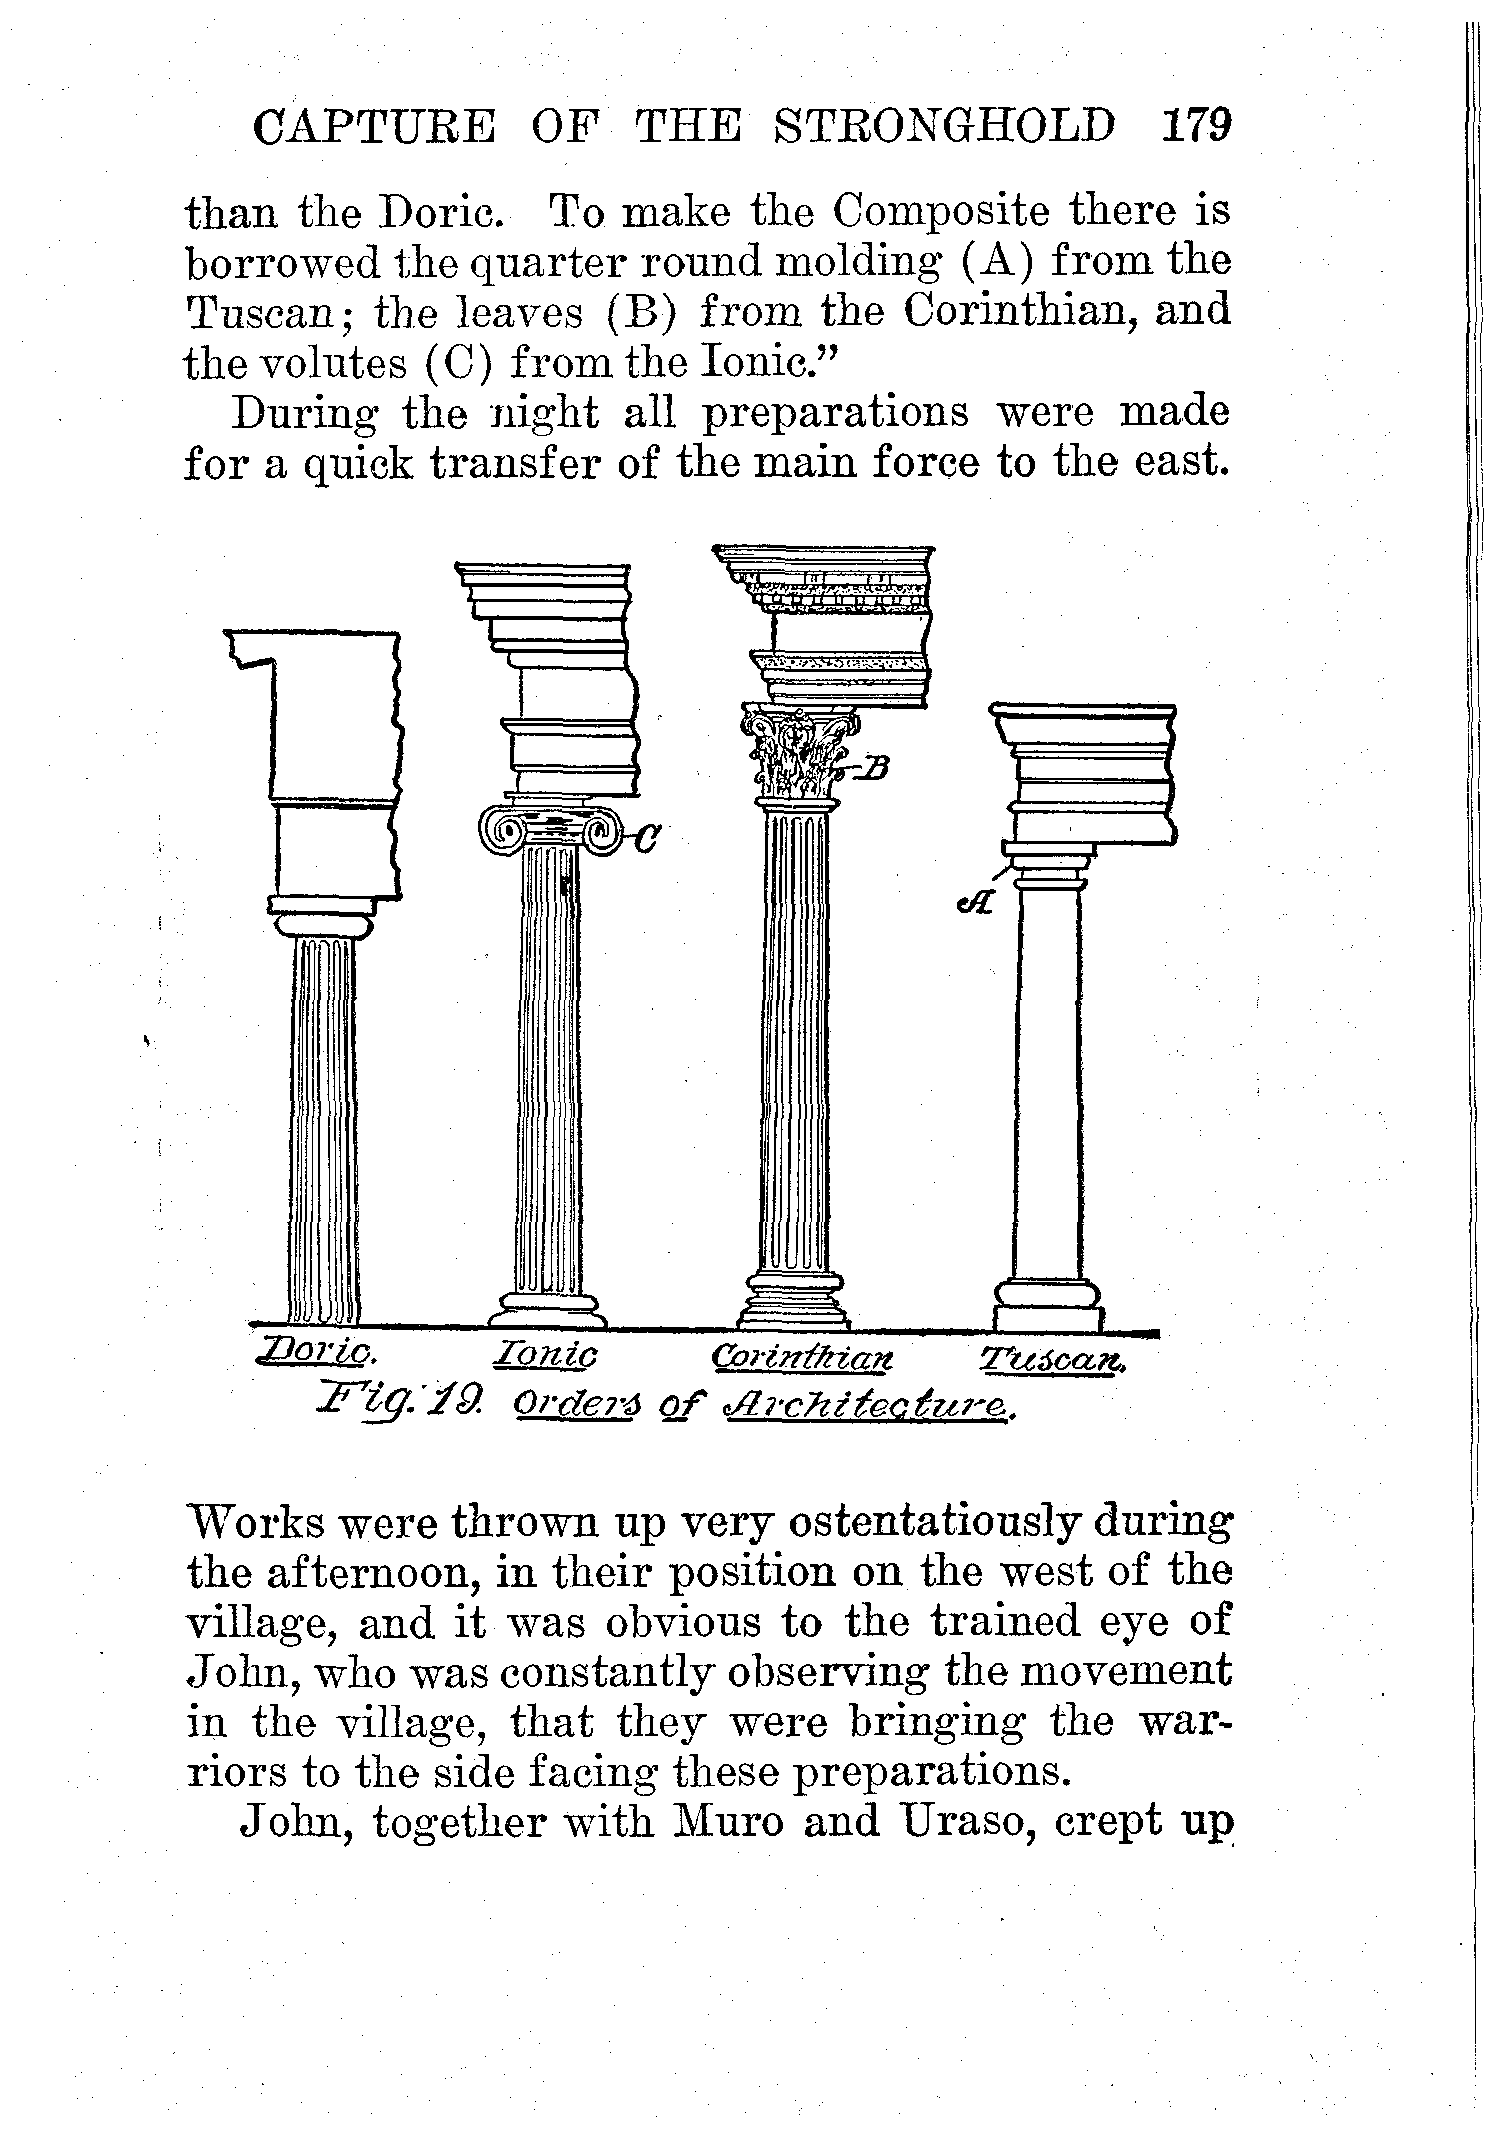 CAPTURE OF THE STRONGHOLD 179
than the Doric. To make the Composite there is
borrowed the quarter round molding (A) from the
Tuscan; the leaves (B) from the Corinthian, and
the volutes (C) from the Ionic.”
During the night all preparations were made
for a quick transfer of the main force to the east.
B
C
A
Doric. Ionic Corinthian Tuscan.
Fig. 19. Orders of Architecture.
Works were thrown up very ostentatiously during
the afternoon, in their position on the west of the
village, and it was obvious to the trained eye of
John, who was constantly observing the movement
in the village, that they were bringing the war-
riors to the side facing these preparations.
John, together with Muro and Uraso, crept up